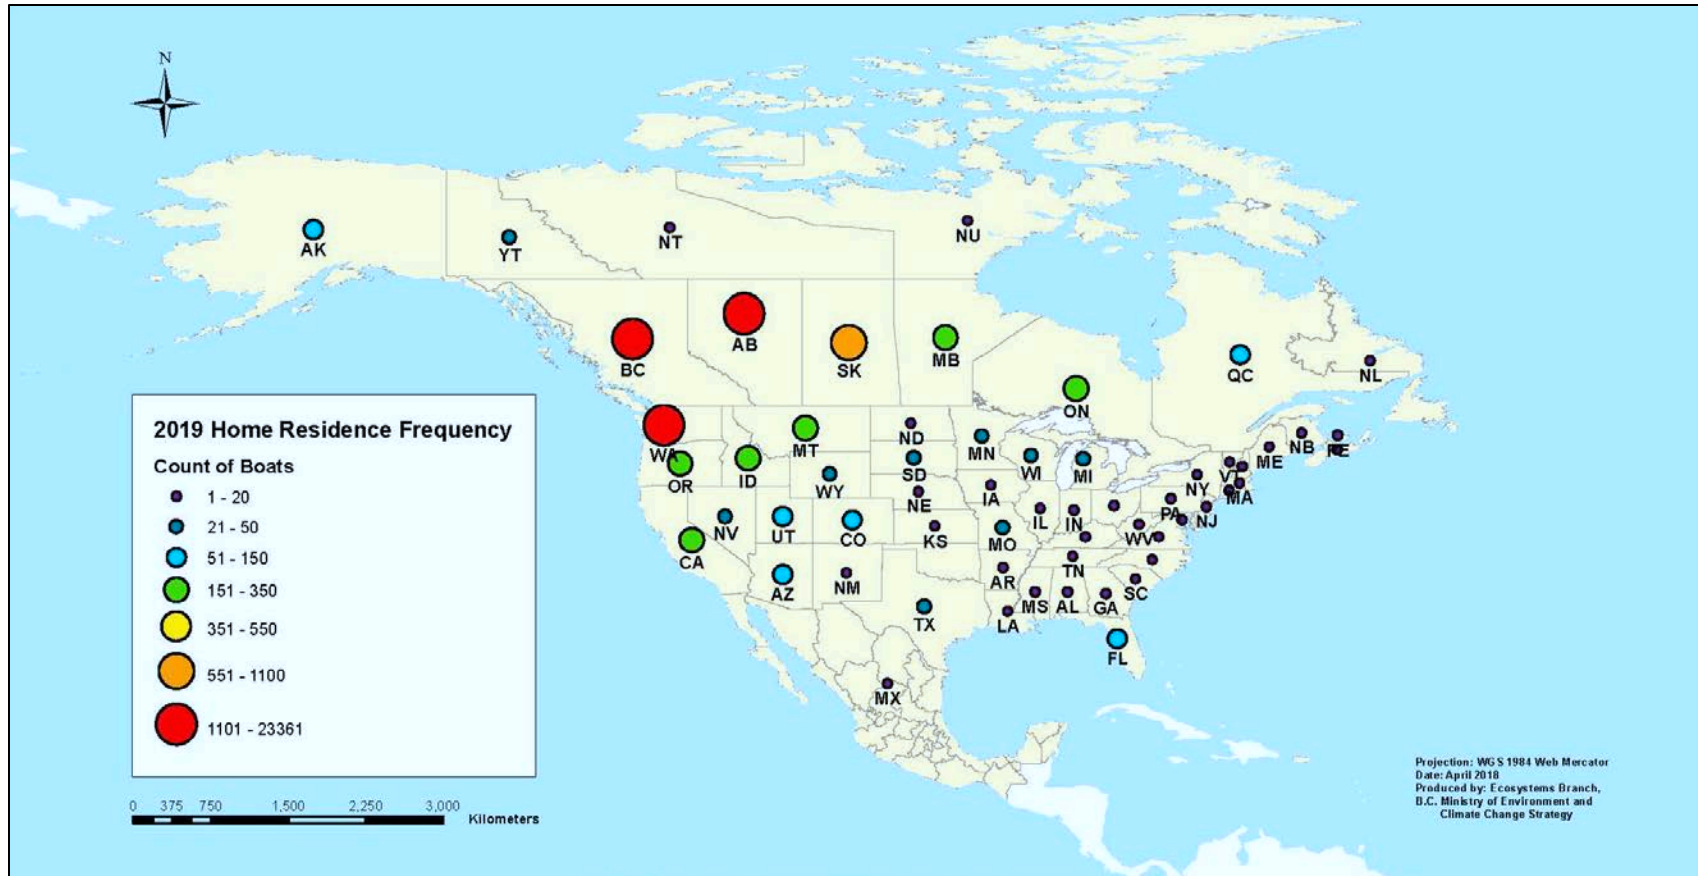 N
AK
YT
NT
NU
BC
AB
SK
MB
ON
QC
NL
WA
OR
ID
MT
ND
MN
SD
WI
MI
WY
NE
IA
NV
UT
CO
KS
MO
IL
IN
CA
AZ
NM
TX
AR
LA
MS
AL
GA
FL
TN
SC
WV
PA
NJ
NY
VT
MA
ME
NB
PE
MX
2019 Home Residence Frequency
Count of Boats
1 - 20
21 - 50
51 - 150
151 - 350
351 - 550
551 - 1100
1101 - 23361
0 375 750 1,500 2,250 3,000
Kilometers
Projection: WGS 1984 Web Mercator
Date: April 2018
Produced by: Ecosystems Branch,
B.C. Ministry of Environment and
Climate Change Strategy